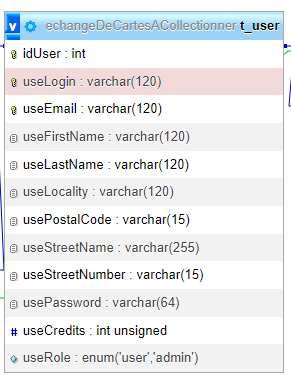 v echangeDeCartesACollectionner t_user
idUser : int
useLogin : varchar(120)
useEmail : varchar(120)
useFirstName : varchar(120)
useLastName : varchar(120)
useLocality : varchar(120)
usePostalCode : varchar(15)
useStreetName : varchar(255)
useStreetNumber : varchar(15)
usePassword : varchar(64)
# useCredits : int unsigned
useRole : enum('user','admin')